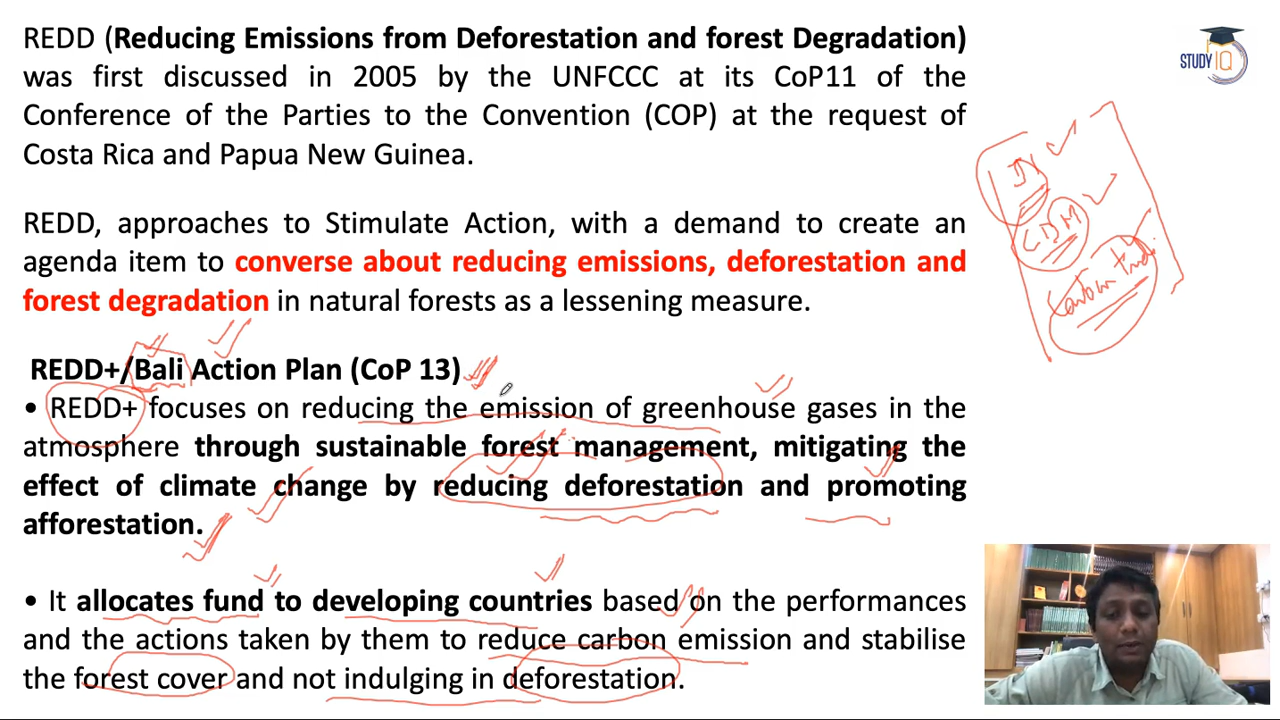 REDD (Reducing Emissions from Deforestation and forest Degradation)
was first discussed in 2005 by the UNFCCC at its CoP11 of the
Conference of the Parties to the Convention (COP) at the request of
Costa Rica and Papua New Guinea.
REDD, approaches to Stimulate Action, with a demand to create an
agenda item to converse about reducing emissions, deforestation and
forest degradation in natural forests as a lessening measure.
REDD+/Bali Action Plan (CoP 13)
• REDD+ focuses on reducing the emission of greenhouse gases in the
atmosphere through sustainable forest management, mitigating the
effect of climate change by reducing deforestation and promoting
afforestation.
• It allocates fund to developing countries based on the performances
and the actions taken by them to reduce carbon emission and stabilise
the forest cover and not indulging in deforestation.
STUDY IQ
CDM
Carbon